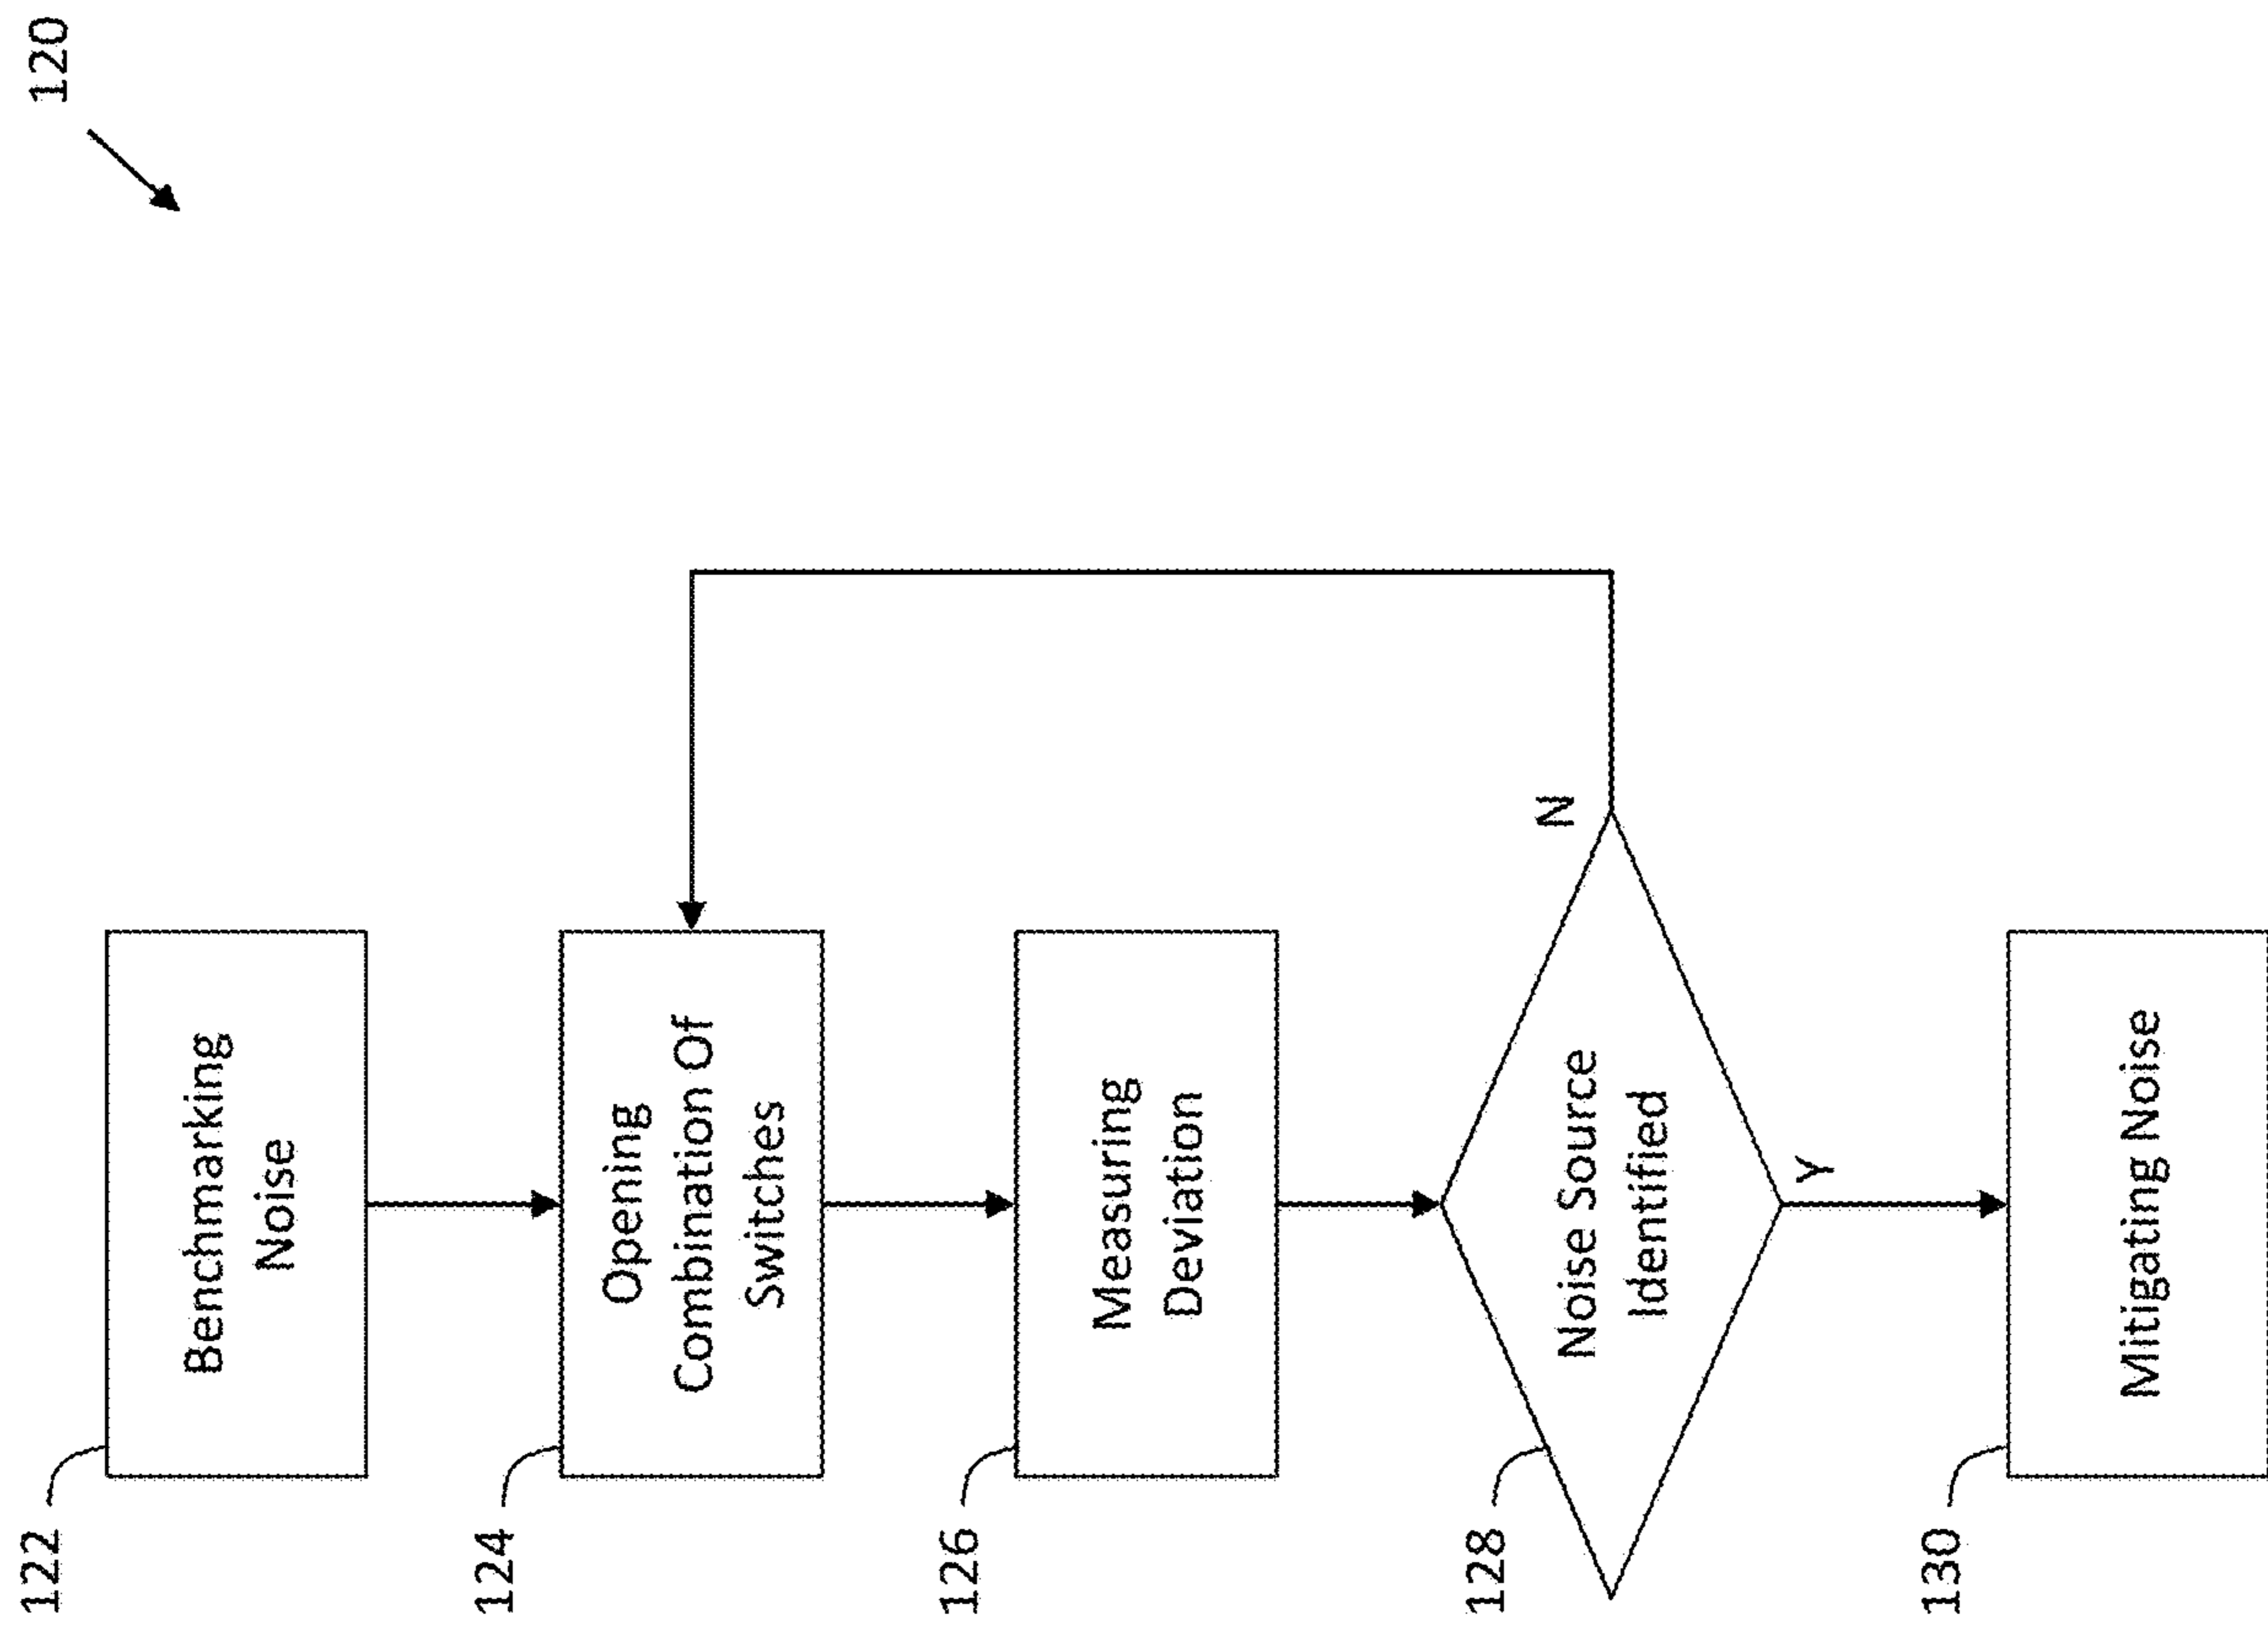 120
122
Benchmarking
Noise
124
Opening
Combination Of
Switches
126
Measuring
Deviation
128
Noise Source
Identified
N
Y
130
Mitigating Noise